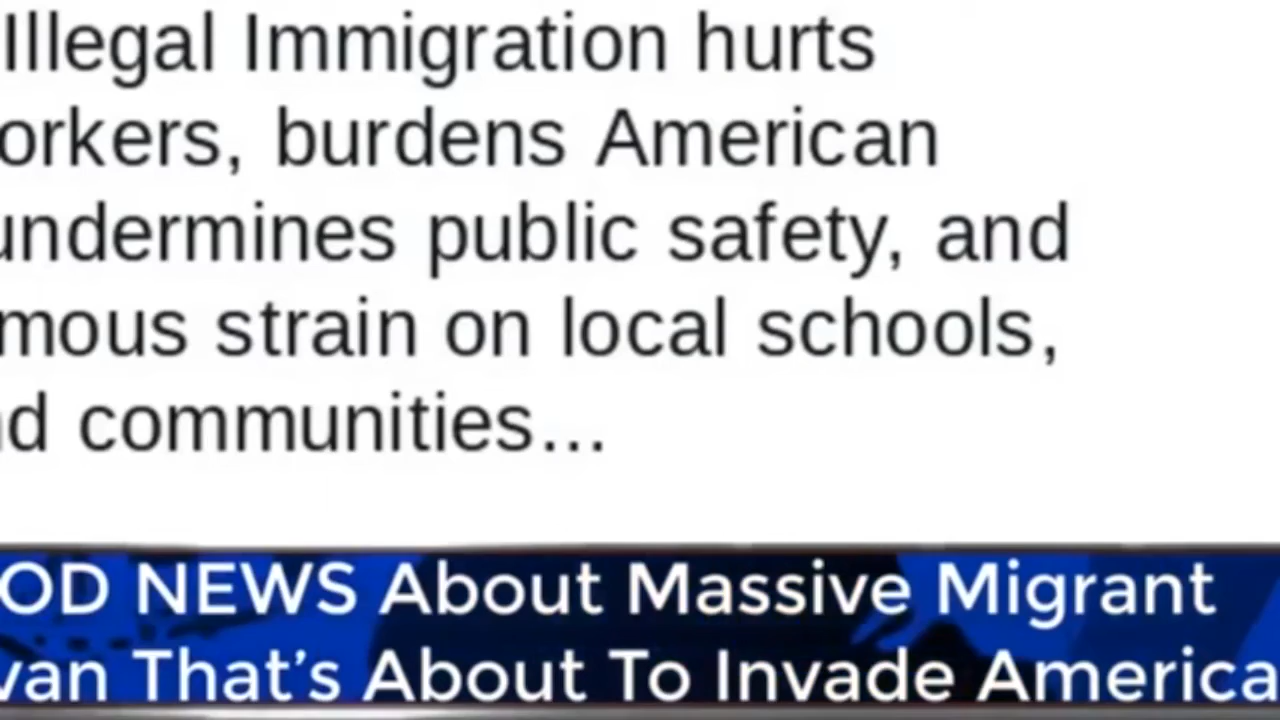 Illegal Immigration hurts
orkers, burdens American
undermines public safety, and
mous strain on local schools,
nd communities...
OD NEWS About Massive Migrant
van That's About To Invade America